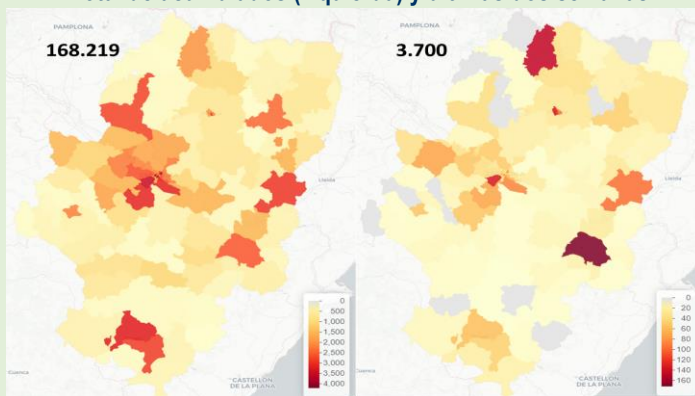 PAMPLONA
168.219
Lleida
Cuenca
CASTELLÓN
DE LA PLANA
0
500
1,000
1,500
2,000
2,500
3,000
3,500
4,000
PAMPLONA
3.700
Lleida
Cuenca
CASTELLÓN
DE LA PLANA
0
20
40
60
80
100
120
140
160